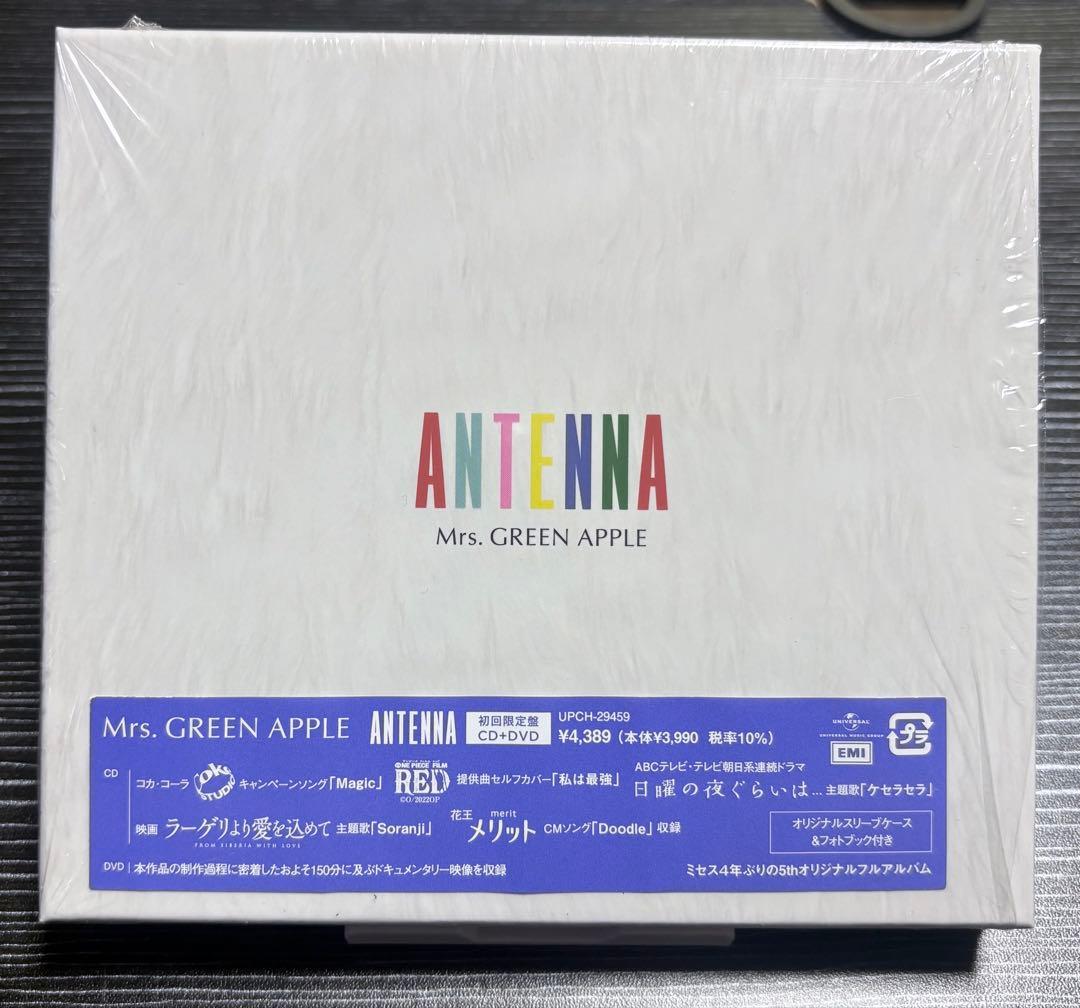 ANTENNA
Mrs. GREEN APPLE
Mrs. GREEN APPLE ANTENNA 初回限定盤 CD+DVD UPCH-29459 ¥4,389(本体¥3,990 税率10%)
UNIVERSAL
UNIVERSAL MUSIC GROUP
EMI
プラ
CD
コカ・コーラ coke STUDIO キャンペーンソング「Magic」
ONE PIECE FILM RED 提供曲セルフカバー「私は最強」
©O/2022OP
ABCテレビ・テレビ朝日系連続ドラマ
日曜の夜ぐらいは... 主題歌「ケセラセラ」
映画 ラーゲリより愛を込めて 主題歌「Soranji」
FROM SIBERIA WITH LOVE
花王 merit メリット CMソング「Doodle」収録
オリジナルスリーブケース
&フォトブック付き
DVD 本作品の制作過程に密着したおよそ150分に及ぶドキュメンタリー映像を収録
ミセス4年ぶりの5thオリジナルフルアルバム